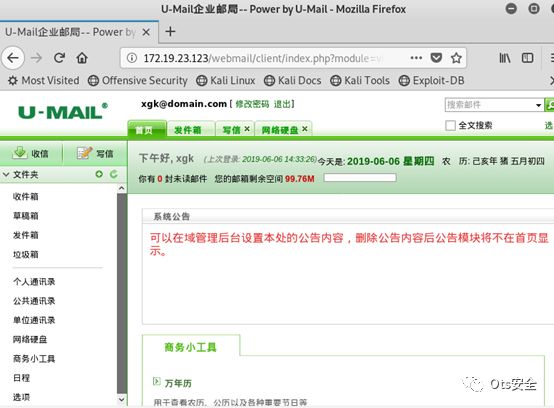 U-Mail企业邮局-- Power by U-Mail - Mozilla Firefox
U-Mail企业邮局-- Power by U-M
172.19.23.123/webmail/client/index.php?module=
Most Visited Offensive Security Kali Linux Kali Docs Kali Tools Exploit-DB
U-MAIL®
xgk@domain.com [ 修改密码 退出]
搜索邮件
首页 发件箱 写信 网络硬盘
全文搜索 选
收信 写信
下午好, xgk (上次登录: 2019-06-06 14:33:26) 今天是: 2019-06-06 星期四 农 历: 己亥年 猪 五月初四
你有 0 封未读邮件 您的邮箱剩余空间 99.76M
文件夹
收件箱
草稿箱
发件箱
垃圾箱
个人通讯录
公共通讯录
单位通讯录
网络硬盘
商务小工具
日程
选项
系统公告
可以在域管理后台设置本处的公告内容，删除公告内容后公告模块将不在首页显
示。
商务小工具
万年历
用于查看农历、公历以及各种重要节日等
Ots安全